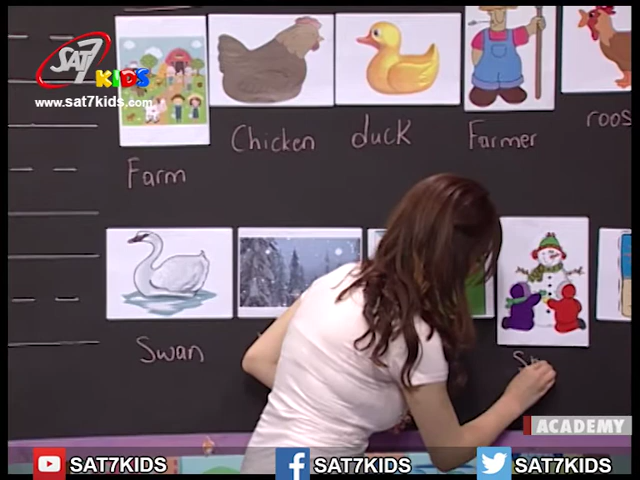 SAT7
KIDS
www.sat7kids.com
Farm
Chicken
duck
Farmer
roos
Swan
ACADEMY
SAT7KIDS
SAT7KIDS
SAT7KIDS